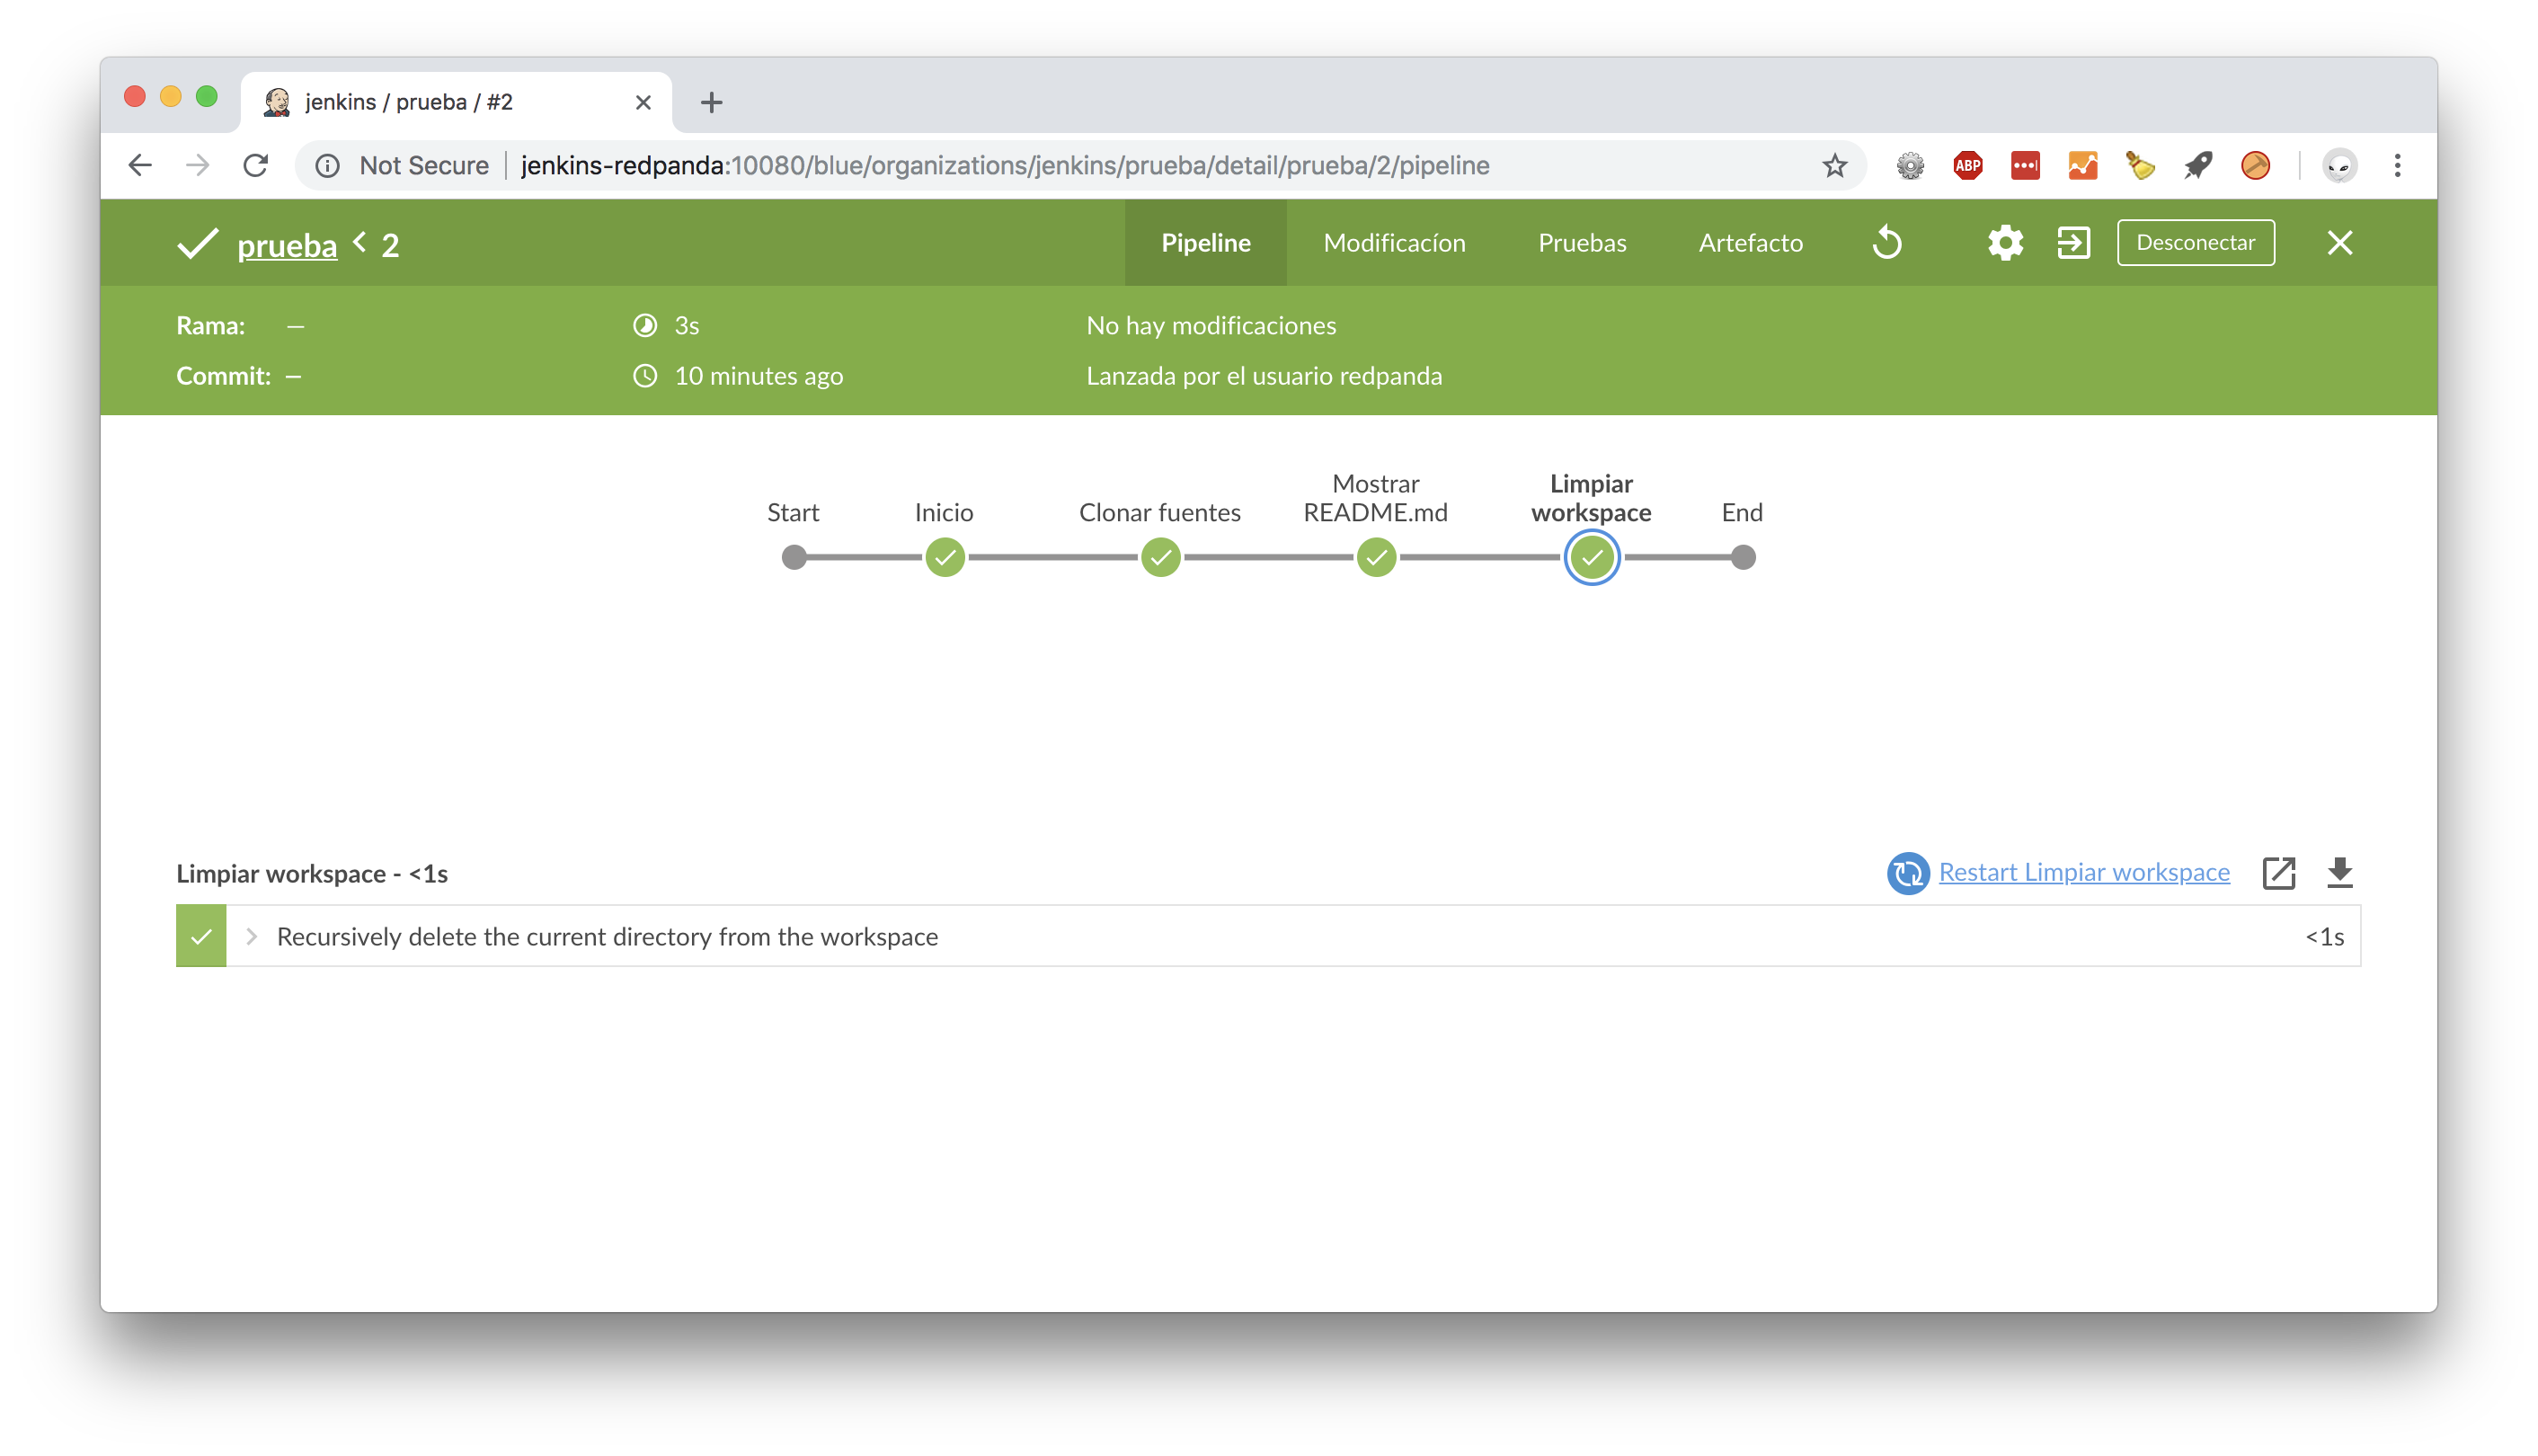 jenkins / prueba / #2
Not Secure jenkins-redpanda:10080/blue/organizations/jenkins/prueba/detail/prueba/2/pipeline
ABP
prueba < 2 Pipeline Modificacíon Pruebas Artefacto Desconectar
Rama: — 3s No hay modificaciones
Commit: — 10 minutes ago Lanzada por el usuario redpanda
Start Inicio Clonar fuentes Mostrar README.md Limpiar workspace End
Limpiar workspace - <1s Restart Limpiar workspace
Recursively delete the current directory from the workspace <1s